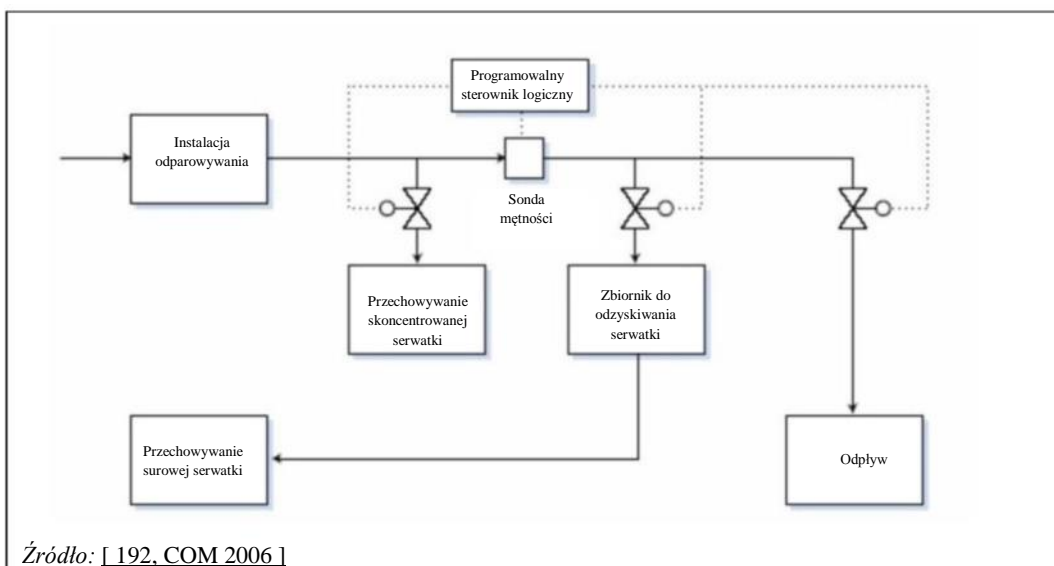 Programowalny
sterownik logiczny
Instalacja
odparowywania
Sonda
mętności
Przechowywanie
skoncentrowanej
serwatki
Zbiornik do
odzyskiwania
serwatki
Przechowywanie
surowej serwatki
Odpływ
Źródło: [ 192, COM 2006 ]